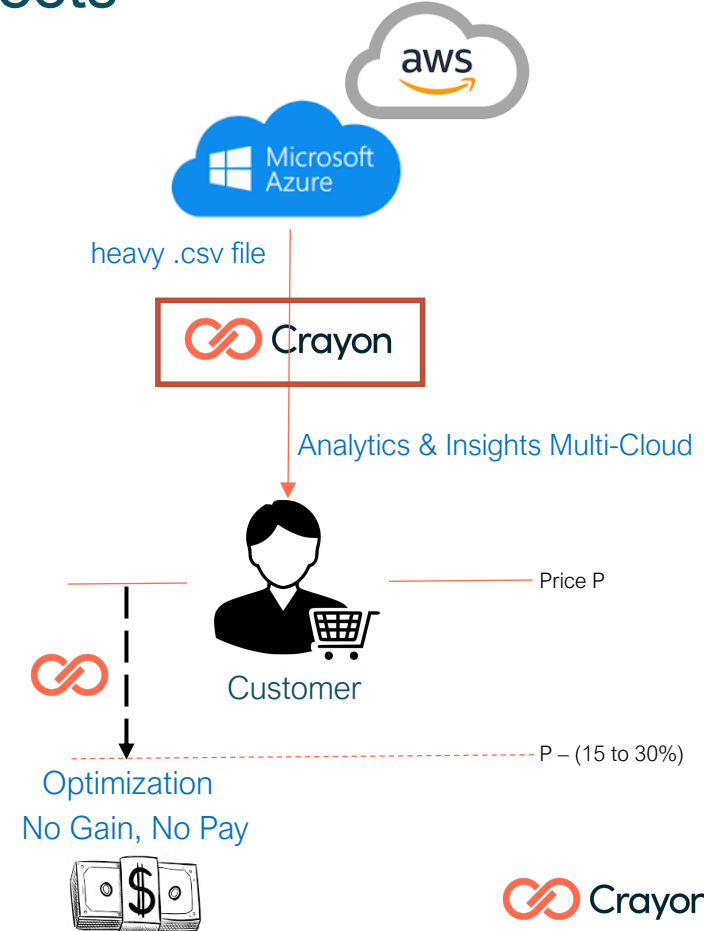 aws
Microsoft
Azure
heavy .csv file
Crayon
Analytics & Insights Multi-Cloud
Price P
Customer
P – (15 to 30%)
Optimization
No Gain, No Pay
$
Crayon